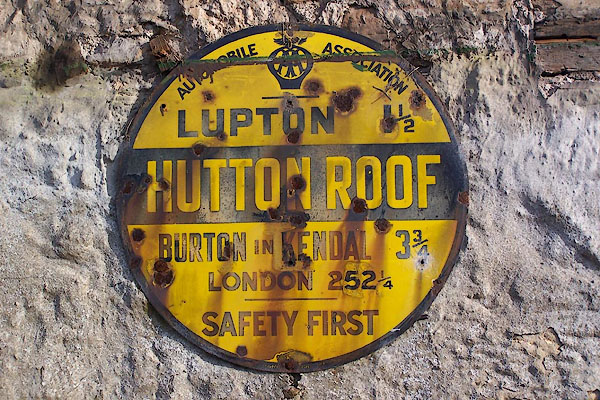 AUTOMOBILE AA ASSOCIATION
LUPTON 1½
HUTTON ROOF
BURTON IN KENDAL 3¾
LONDON 252¼
SAFETY FIRST